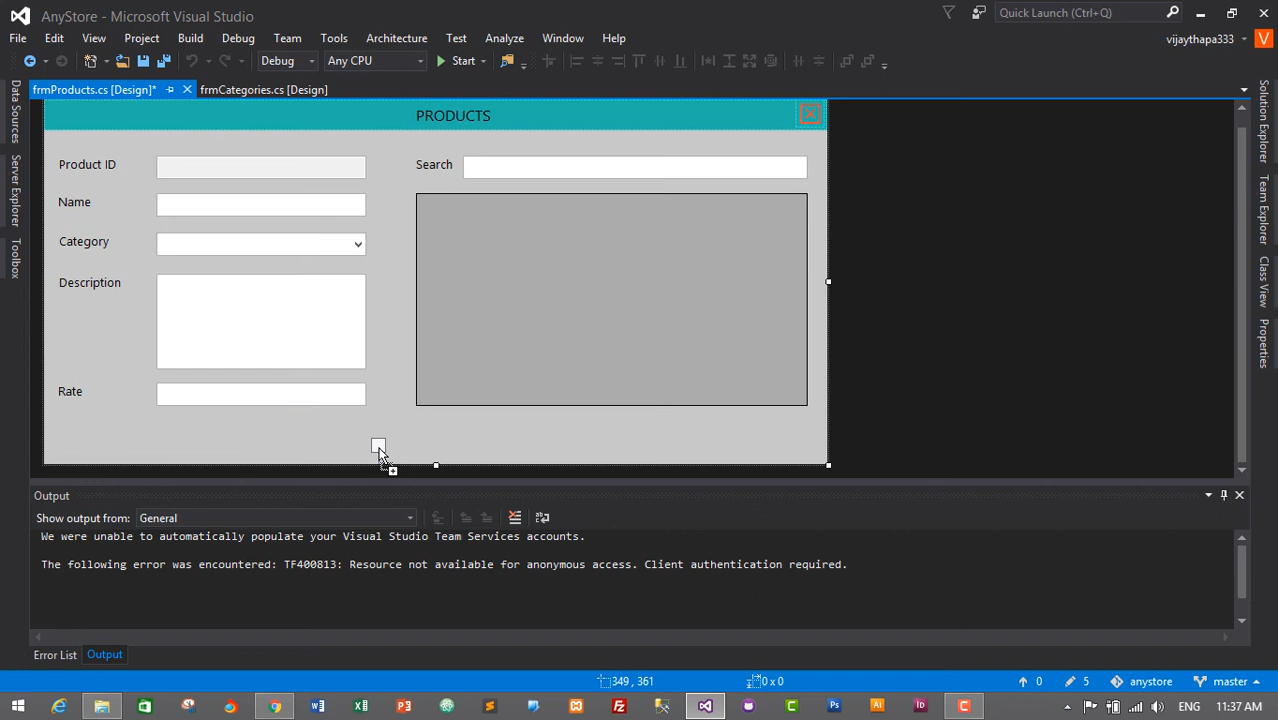 AnyStore - Microsoft Visual Studio
Quick Launch (Ctrl+Q)
File Edit View Project Build Debug Team Tools Architecture Test Analyze Window Help
vijaythapa333 V
Debug Any CPU Start
frmProducts.cs [Design]* frmCategories.cs [Design]
Data Sources
Server Explorer
Toolbox
Solution Explorer
Team Explorer
Class View
Properties
PRODUCTS
Product ID Search
Name
Category
Description
Rate
Output
Show output from: General
We were unable to automatically populate your Visual Studio Team Services accounts.
The following error was encountered: TF400813: Resource not available for anonymous access. Client authentication required.
Error List Output
349 , 361 0 x 0 0 5 anystore master
ENG 11:37 AM